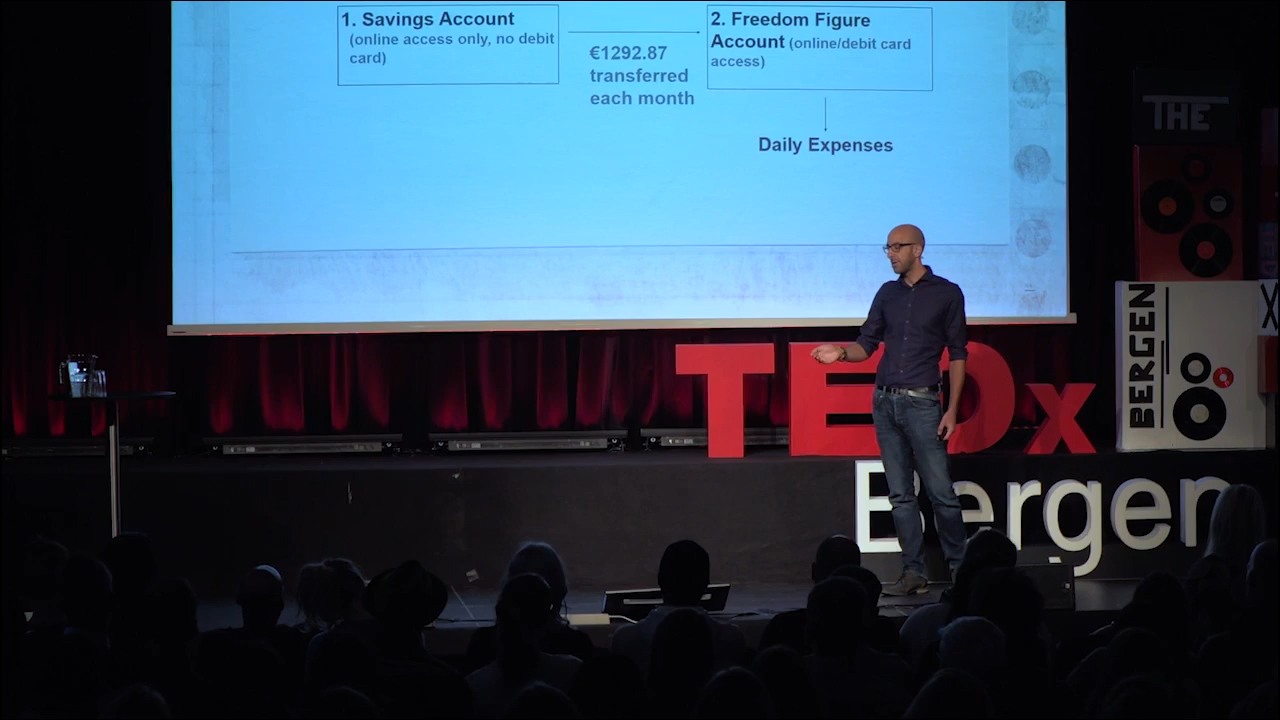 1. Savings Account
(online access only, no debit
card)
€1292.87
transferred
each month
2. Freedom Figure
Account (online/debit card
access)
Daily Expenses
THE
BERGEN
X
TEDx
Bergen